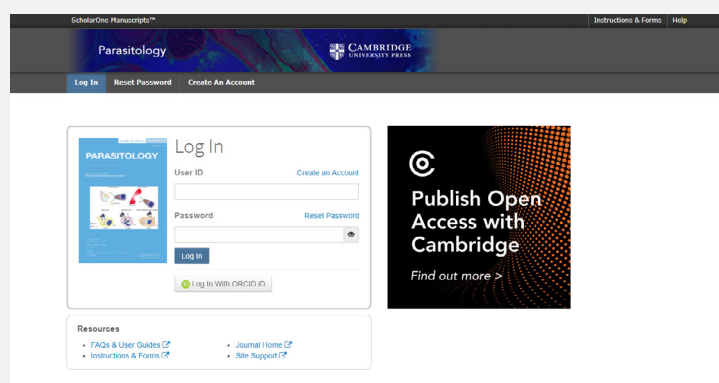 ScholarOne Manuscripts™
Instructions & Forms Help
Parasitology
CAMBRIDGE
UNIVERSITY PRESS
Log In Reset Password Create An Account
PARASITOLOGY
Log In
User ID Create an Account
Password Reset Password
Log In
iD Log In With ORCID iD
Publish Open
Access with
Cambridge
Find out more >
Resources
FAQs & User Guides
Instructions & Forms
Journal Home
Site Support